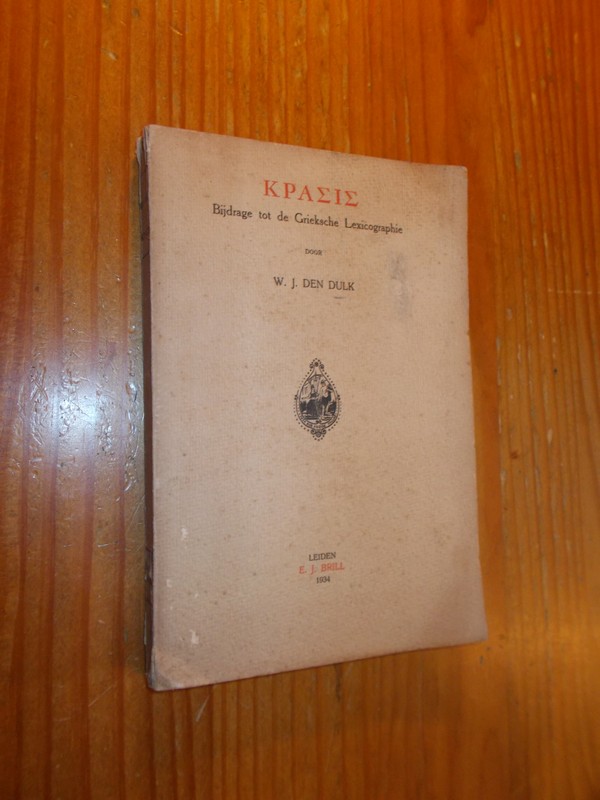 ΚΡΑΣΙΣ
Bijdrage tot de Grieksche Lexicographie
DOOR
W. J. DEN DULK
LEIDEN
E. J. BRILL
1934